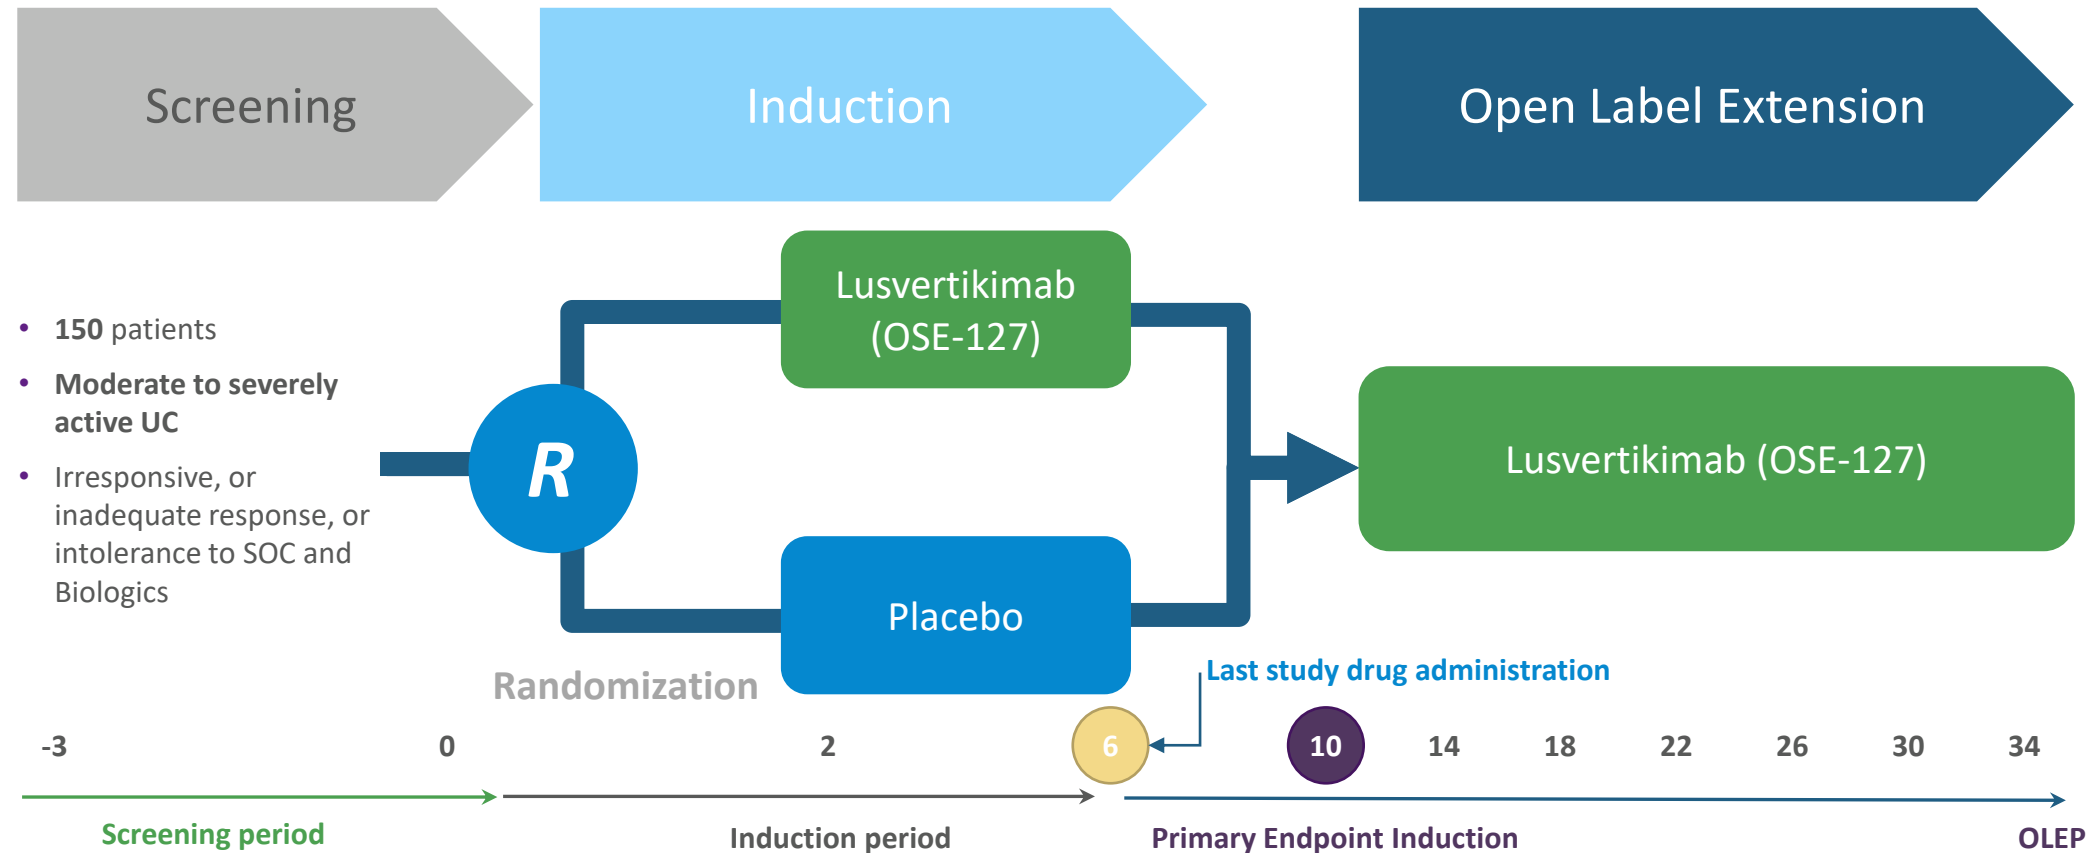 Screening
Induction
Open Label Extension
• 150 patients
• Moderate to severely
active UC
• Irresponsive, or
inadequate response, or
intolerance to SOC and
Biologics
R
Randomization
Lusvertikimab
(OSE-127)
Placebo
Lusvertikimab (OSE-127)
Last study drug administration
-3 0 2 6 10 14 18 22 26 30 34
Screening period
Induction period
Primary Endpoint Induction
OLEP